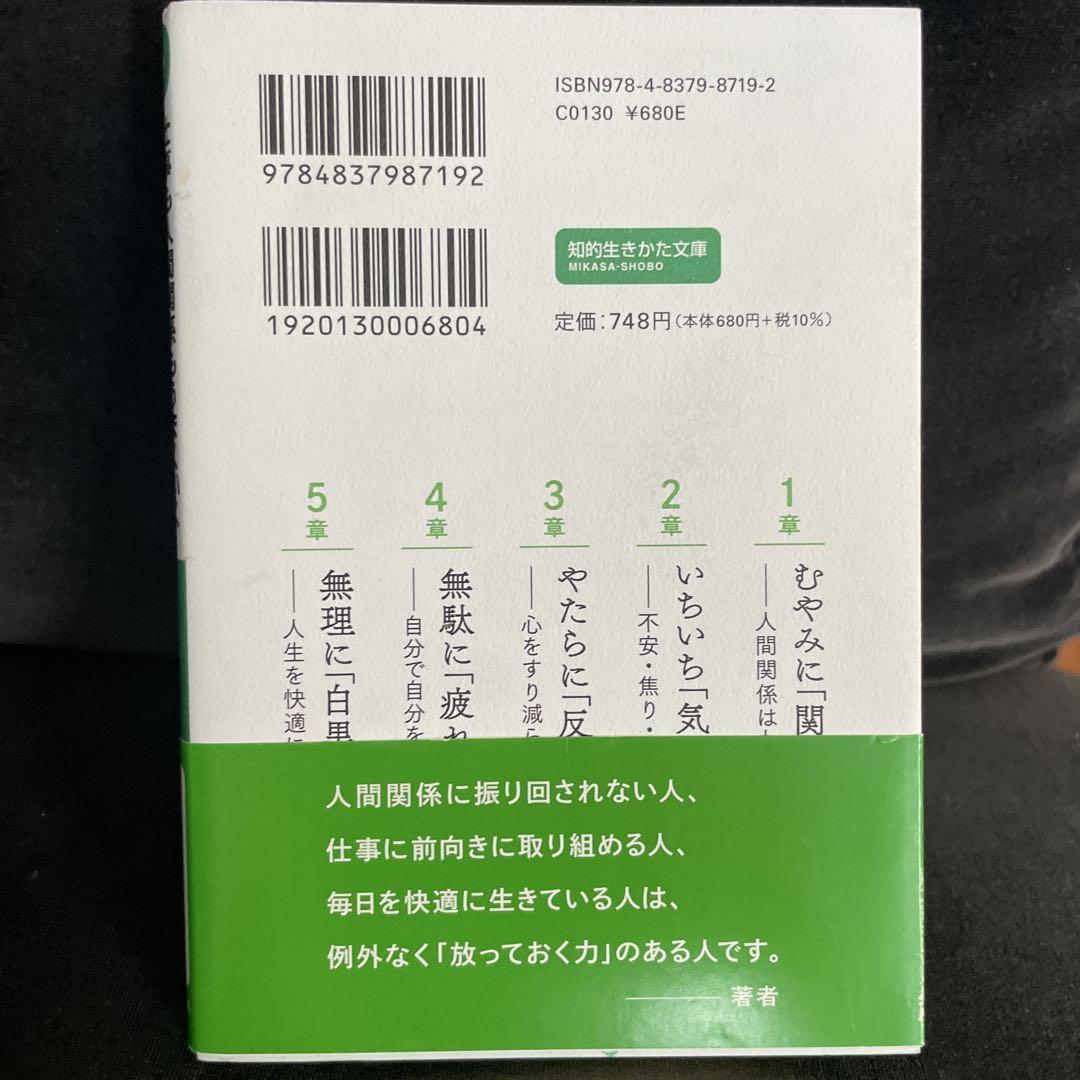 ISBN978-4-8379-8719-2
C0130 ¥680E
9784837987192
知的生きかた文庫
MIKASA-SHOBO
1920130006804
定価：748円（本体680円＋税10％）
1章
むやみに「関
――人間関係は
2章
いちいち「気
――不安・焦り・
3章
やたらに「反
――心をすり減ら
4章
無駄に「疲れ
――自分で自分を
5章
無理に「白黒
――人生を快適に
人間関係に振り回されない人、
仕事に前向きに取り組める人、
毎日を快適に生きている人は、
例外なく「放っておく力」のある人です。
――著者